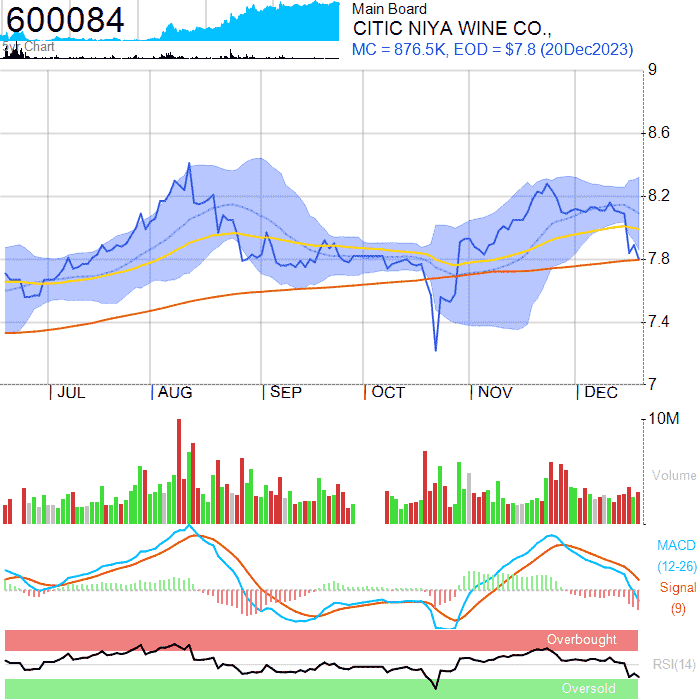 600084
5yr Chart
Main Board
CITIC NIYA WINE CO.,
MC = 876.5K, EOD = $7.8 (20Dec2023)
9
8.6
8.2
7.8
7.4
7
JUL AUG SEP OCT NOV DEC
10M
Volume
MACD
(12-26)
Signal
(9)
Overbought
RSI(14)
Oversold